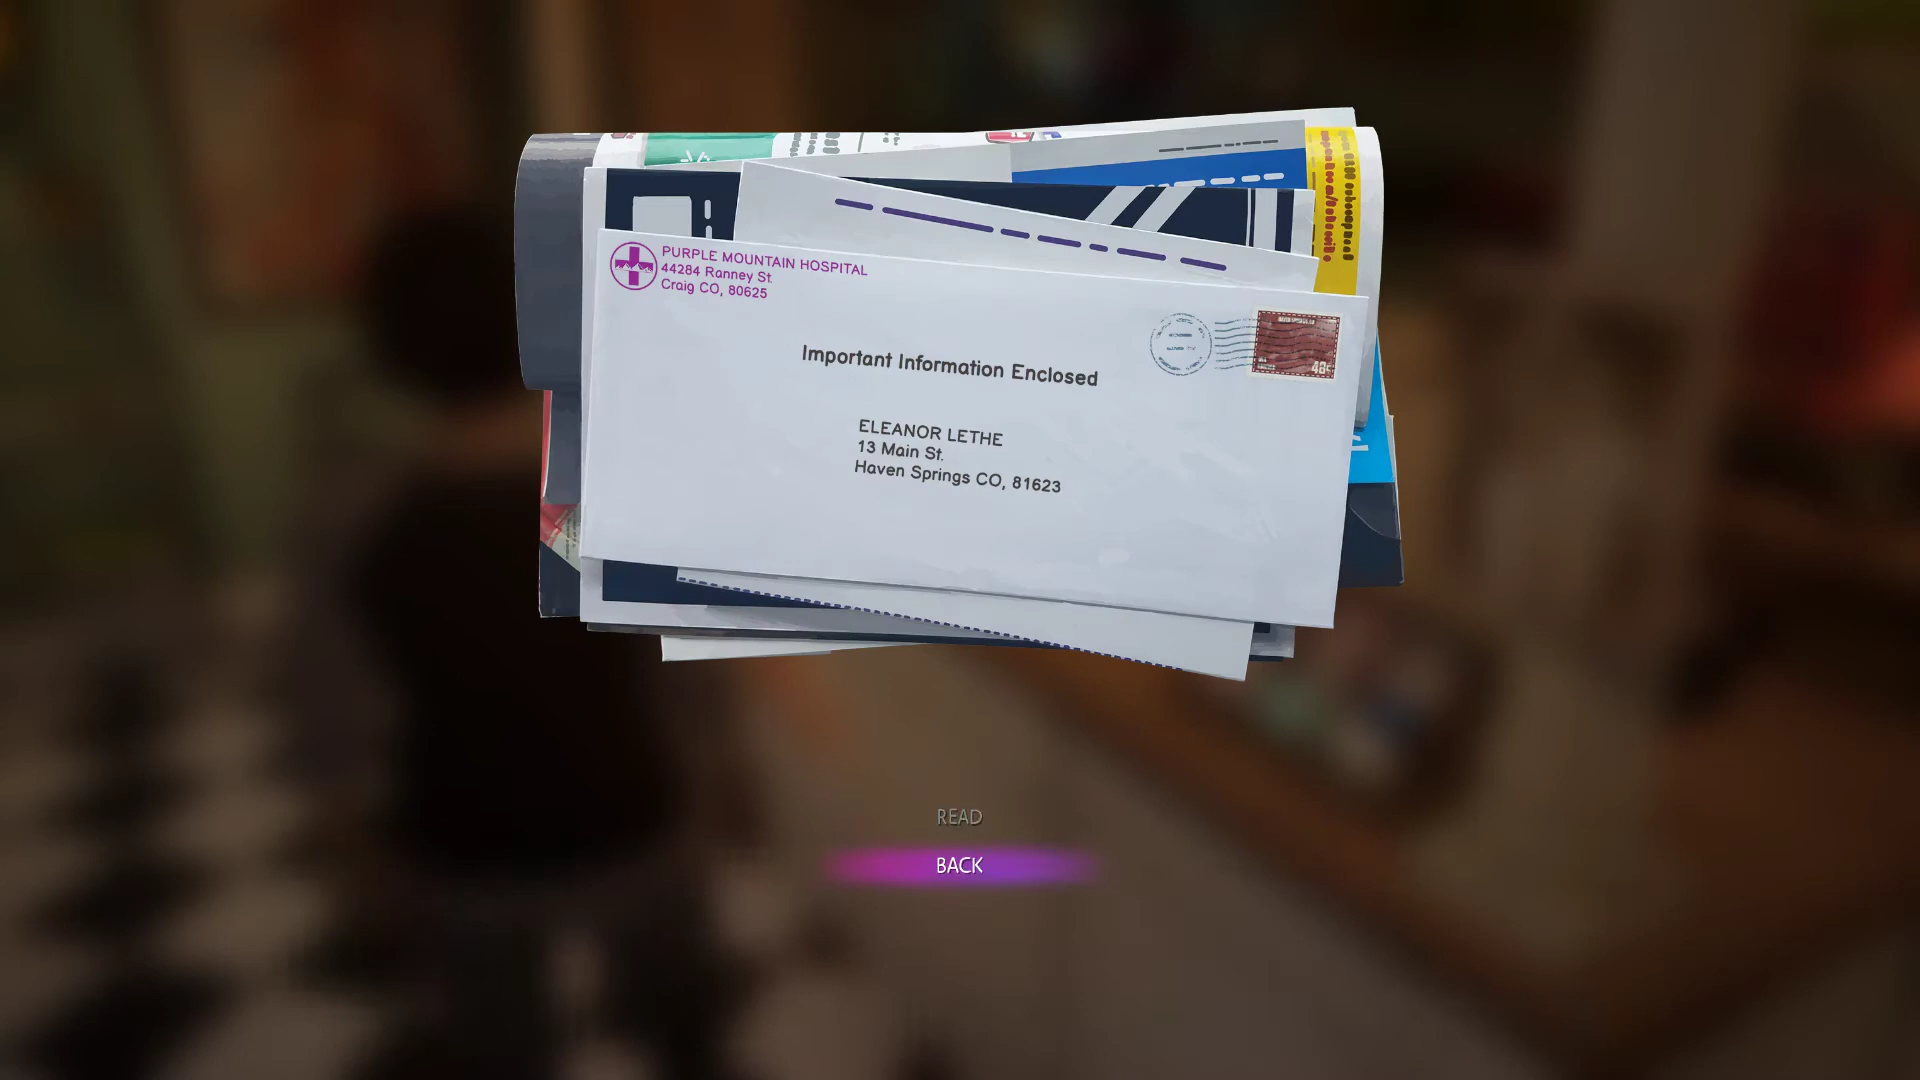 PURPLE MOUNTAIN HOSPITAL
44284 Ranney St.
Craig CO, 80625
48¢
Important Information Enclosed
ELEANOR LETHE
13 Main St.
Haven Springs CO, 81623
READ
BACK